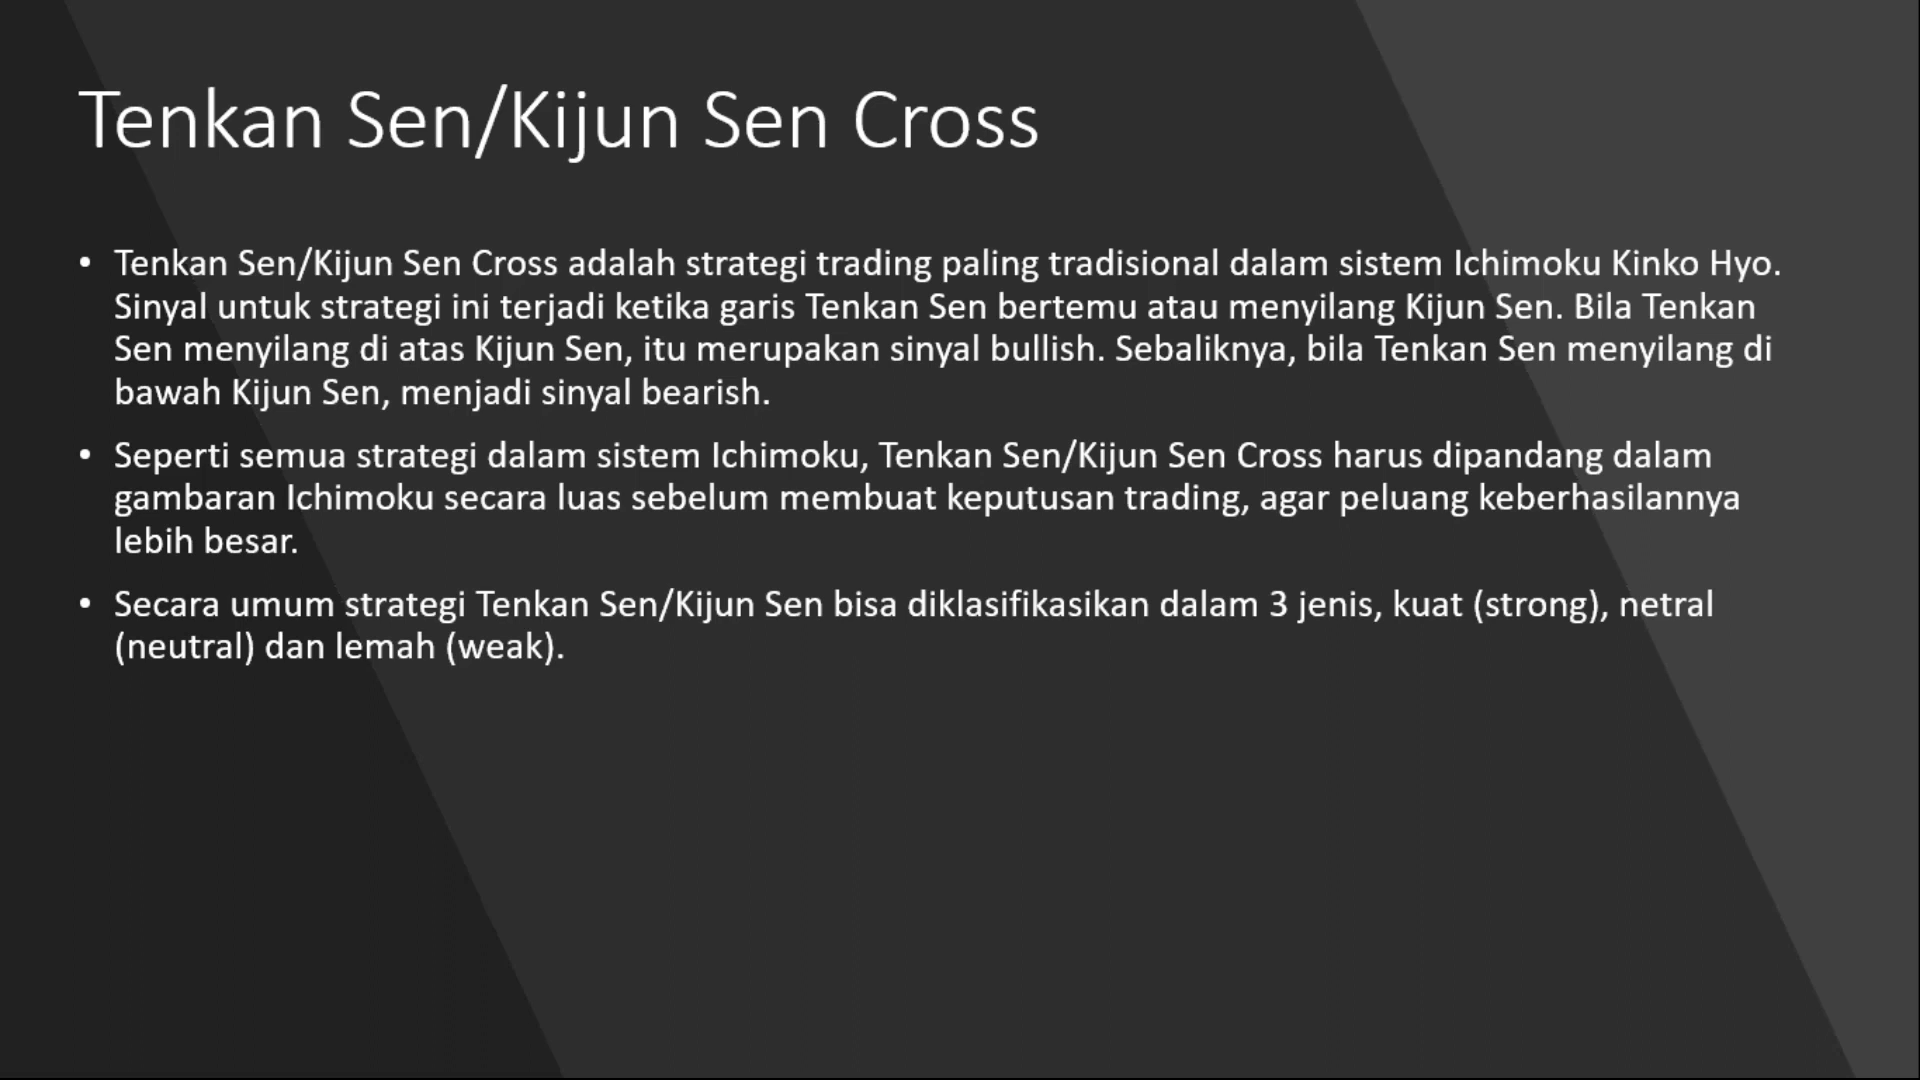 Tenkan Sen/Kijun Sen Cross
• Tenkan Sen/Kijun Sen Cross adalah strategi trading paling tradisional dalam sistem Ichimoku Kinko Hyo.
Sinyal untuk strategi ini terjadi ketika garis Tenkan Sen bertemu atau menyilang Kijun Sen. Bila Tenkan
Sen menyilang di atas Kijun Sen, itu merupakan sinyal bullish. Sebaliknya, bila Tenkan Sen menyilang di
bawah Kijun Sen, menjadi sinyal bearish.
• Seperti semua strategi dalam sistem Ichimoku, Tenkan Sen/Kijun Sen Cross harus dipandang dalam
gambaran Ichimoku secara luas sebelum membuat keputusan trading, agar peluang keberhasilannya
lebih besar.
• Secara umum strategi Tenkan Sen/Kijun Sen bisa diklasifikasikan dalam 3 jenis, kuat (strong), netral
(neutral) dan lemah (weak).